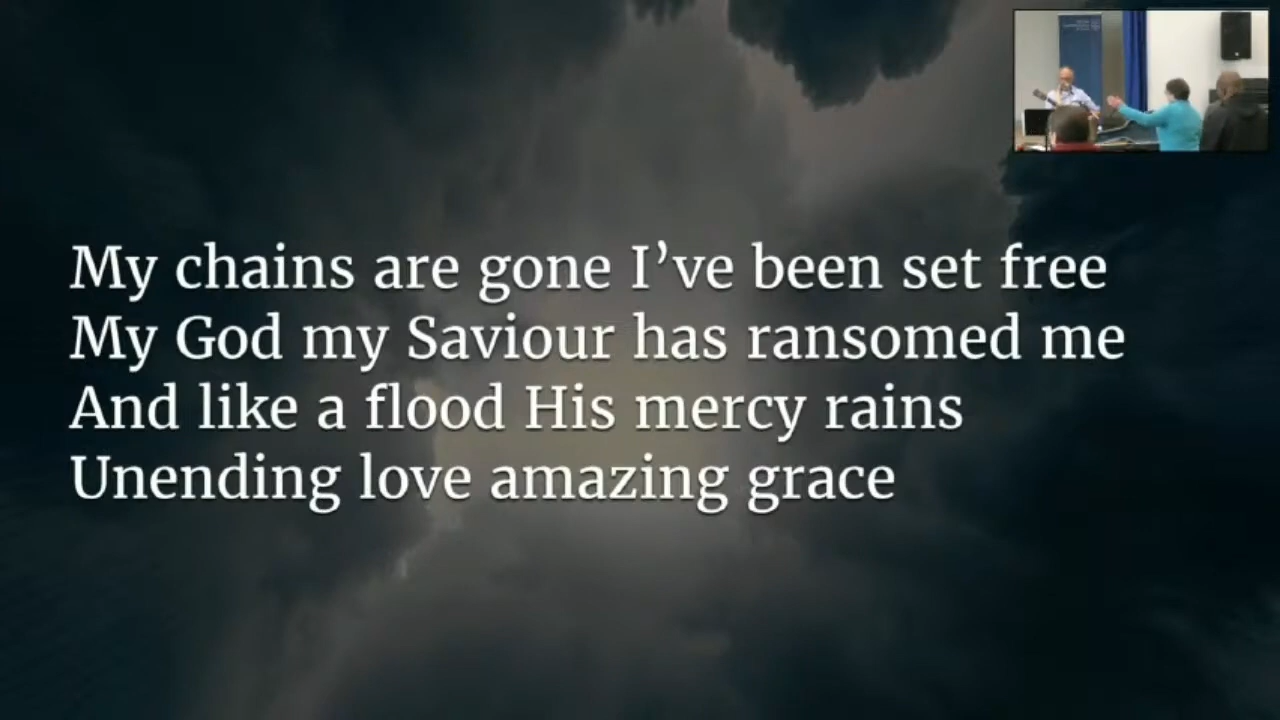 My chains are gone I’ve been set free
My God my Saviour has ransomed me
And like a flood His mercy rains
Unending love amazing grace